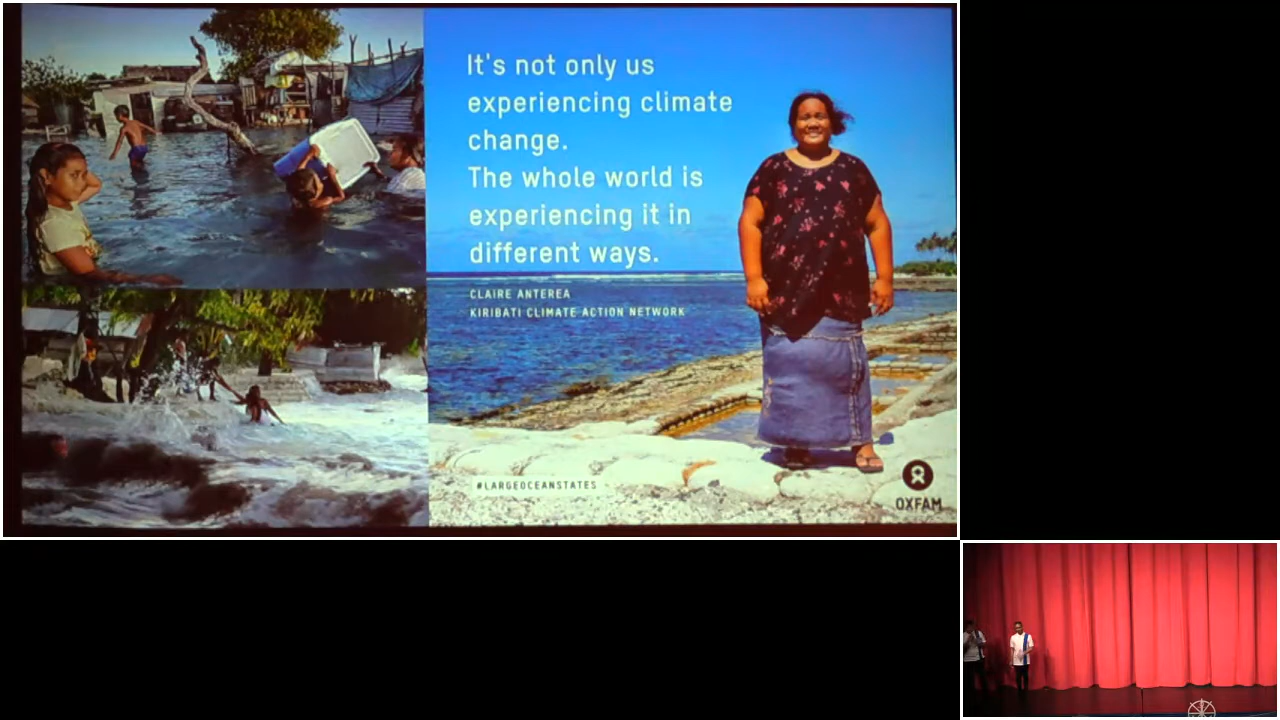 It's not only us
experiencing climate
change.
The whole world is
experiencing it in
different ways.
CLAIRE ANTEREA
KIRIBATI CLIMATE ACTION NETWORK
#LARGEOCEANSTATES
OXFAM